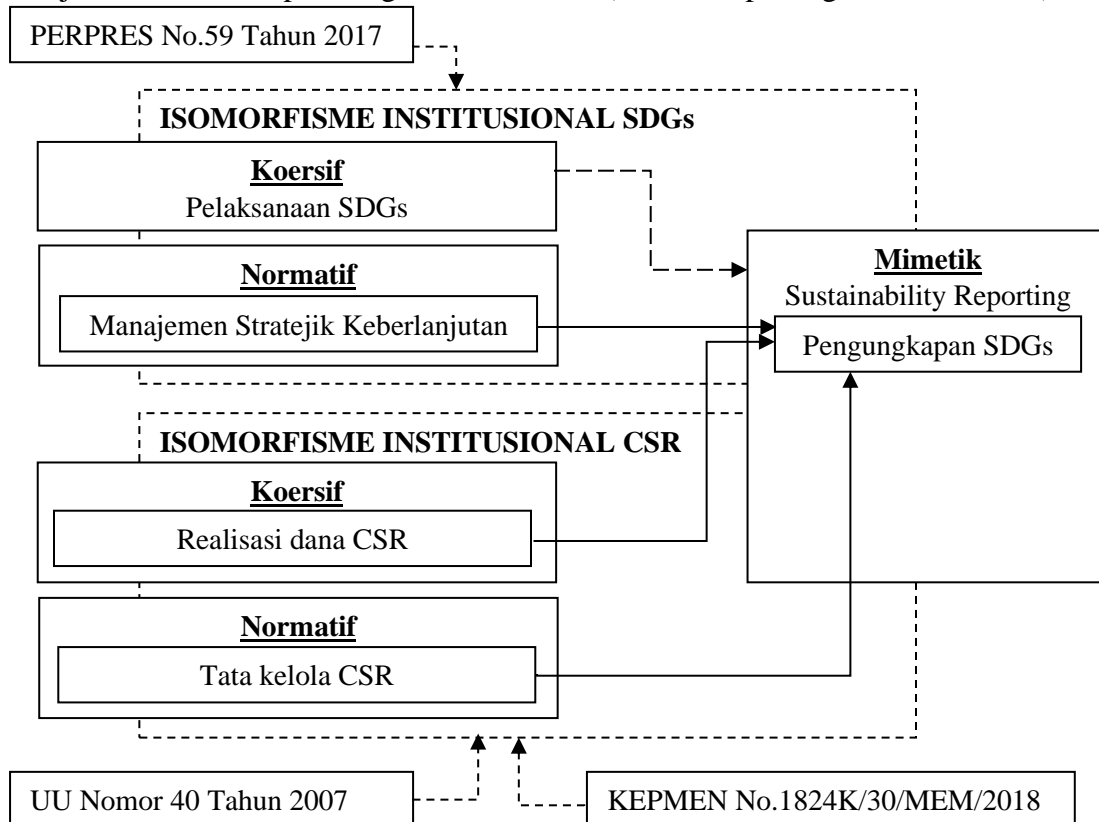 PERPRES No.59 Tahun 2017
ISOMORFISME INSTITUSIONAL SDGs
Koersif
Pelaksanaan SDGs
Normatif
Manajemen Stratejik Keberlanjutan
Mimetik
Sustainability Reporting
Pengungkapan SDGs
ISOMORFISME INSTITUSIONAL CSR
Koersif
Realisasi dana CSR
Normatif
Tata kelola CSR
UU Nomor 40 Tahun 2007
KEPMEN No.1824K/30/MEM/2018